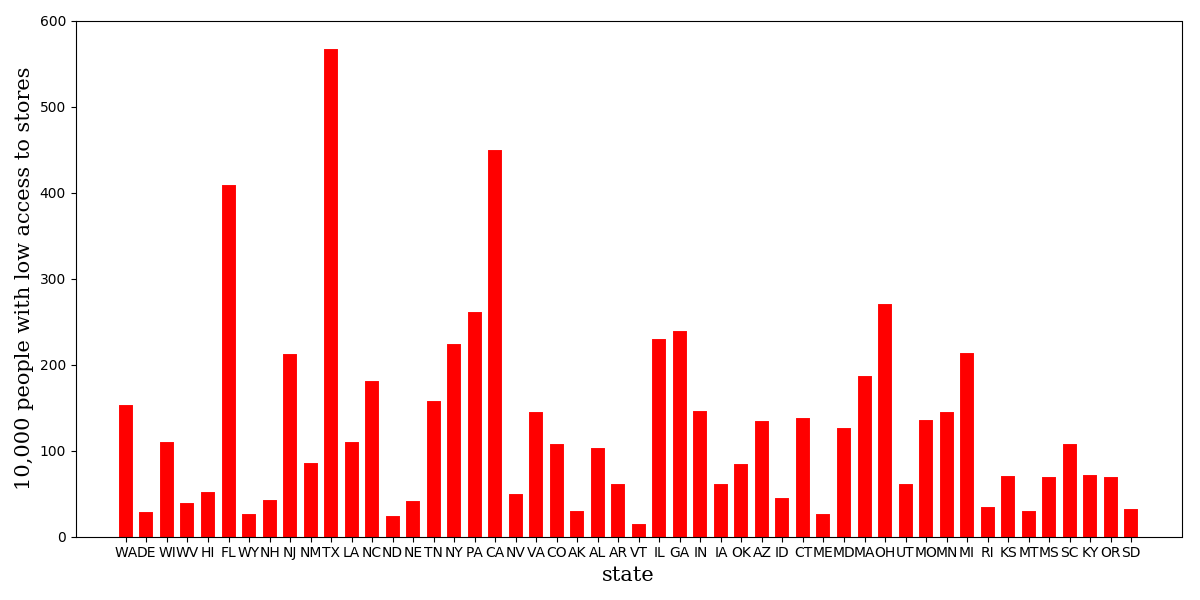 600
500
400
300
200
100
0
10,000 people with low access to stores
WA DE WI WV HI FL WY NH NJ NM TX LA NC ND NE TN NY PA CA NV VA CO AK AL AR VT IL GA IN IA OK AZ ID CT ME MD MA OH UT MO MN MI RI KS MT MS SC KY OR SD
state